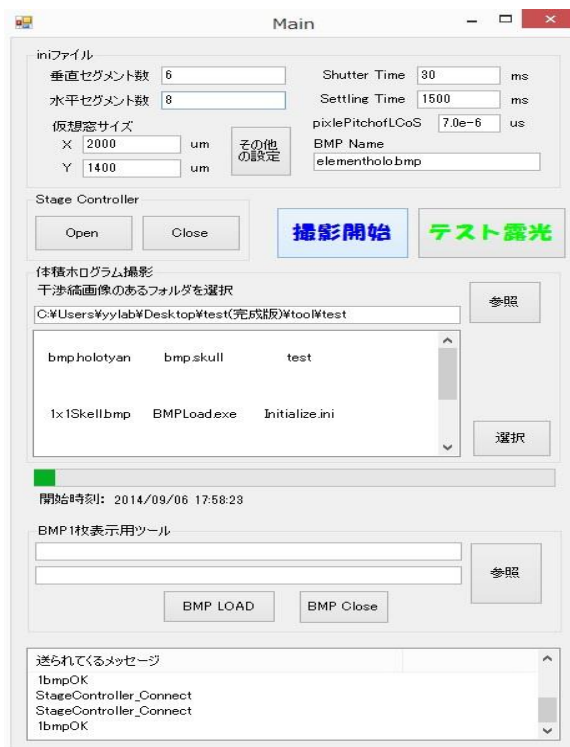 Main
iniファイル
垂直セグメント数 6 Shutter Time 30 ms
水平セグメント数 8 Settling Time 1500 ms
仮想窓サイズ pixlePitchofLCoS 7.0e-6 us
X 2000 um その他の設定 BMP Name
Y 1400 um elementholo.bmp
Stage Controller
Open Close 撮影開始 テスト露光
体積ホログラム撮影
干渉縞画像のあるフォルダを選択 参照
C:¥Users¥yylab¥Desktop¥test(完成版)¥tool¥test
bmp.holotyan bmp.skull test
1x1Skell.bmp BMPLoad.exe Initialize.ini
選択
開始時刻: 2014/09/06 17:58:23
BMP1枚表示用ツール
参照
BMP LOAD BMP Close
送られてくるメッセージ
1bmpOK
StageController_Connect
StageController_Connect
1bmpOK